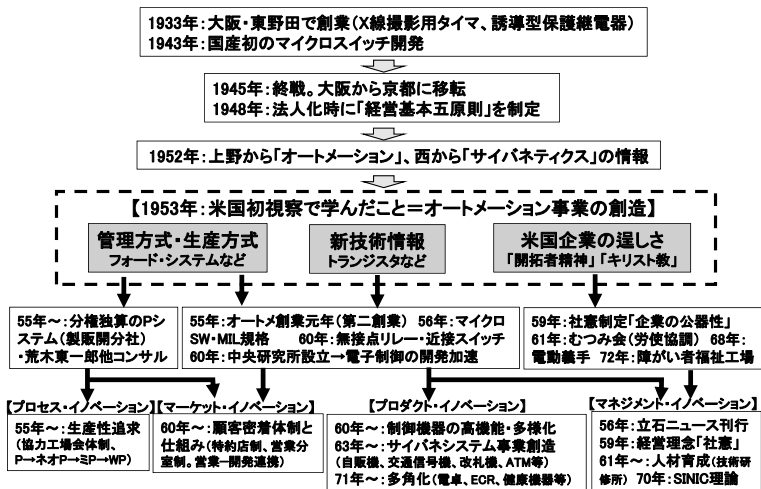 1933年：大阪・東野田で創業（X線撮影用タイマ、誘導型保護継電器）
1943年：国産初のマイクロスイッチ開発
1945年：終戦。大阪から京都に移転
1948年：法人化時に「経営基本五原則」を制定
1952年：上野から「オートメーション」、西から「サイバネティクス」の情報
【1953年：米国初視察で学んだこと＝オートメーション事業の創造】
管理方式・生産方式
フォード・システムなど
新技術情報
トランジスタなど
米国企業の逞しさ
「開拓者精神」「キリスト教」
55年～：分権独算のPシ
ステム（製販開分社）
・荒木東一郎他コンサル
55年：オートメ創業元年（第二創業） 56年：マイクロ
SW・MIL規格 60年：無接点リレー・近接スイッチ
60年：中央研究所設立→電子制御の開発加速
59年：社憲制定「企業の公器性」
61年：むつみ会（労使協調） 68年：
電動義手 72年：障がい者福祉工場
【プロセス・イノベーション】
55年～：生産性追求
（協力工場会体制、
P→ネオP→ミP→WP）
【マーケット・イノベーション】
60年～：顧客密着体制と
仕組み（特約店制、営業分
室制。営業ー開発連携）
【プロダクト・イノベーション】
60年～：制御機器の高機能・多様化
63年～：サイバネシステム事業創造
（自販機、交通信号機、改札機、ATM等）
71年～：多角化（電卓、ECR、健康機器等）
【マネジメント・イノベーション】
56年：立石ニュース刊行
59年：経営理念「社憲」
61年～：人材育成（技術研
修所） 70年：SINIC理論